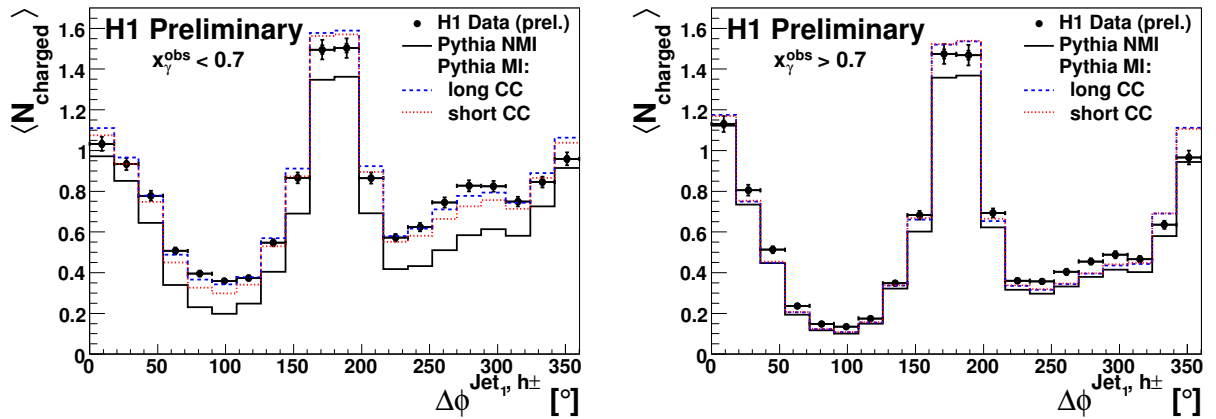 H1 Preliminary
x_γ^obs < 0.7
H1 Data (prel.)
Pythia NMI
Pythia MI:
long CC
short CC
⟨N_charged⟩
1.6
1.4
1.2
1
0.8
0.6
0.4
0.2
0
0 50 100 150 200 250 300 350
Δϕ^Jet₁, h± [°]
H1 Preliminary
x_γ^obs > 0.7
H1 Data (prel.)
Pythia NMI
Pythia MI:
long CC
short CC
⟨N_charged⟩
1.6
1.4
1.2
1
0.8
0.6
0.4
0.2
0
0 50 100 150 200 250 300 350
Δϕ^Jet₁, h± [°]